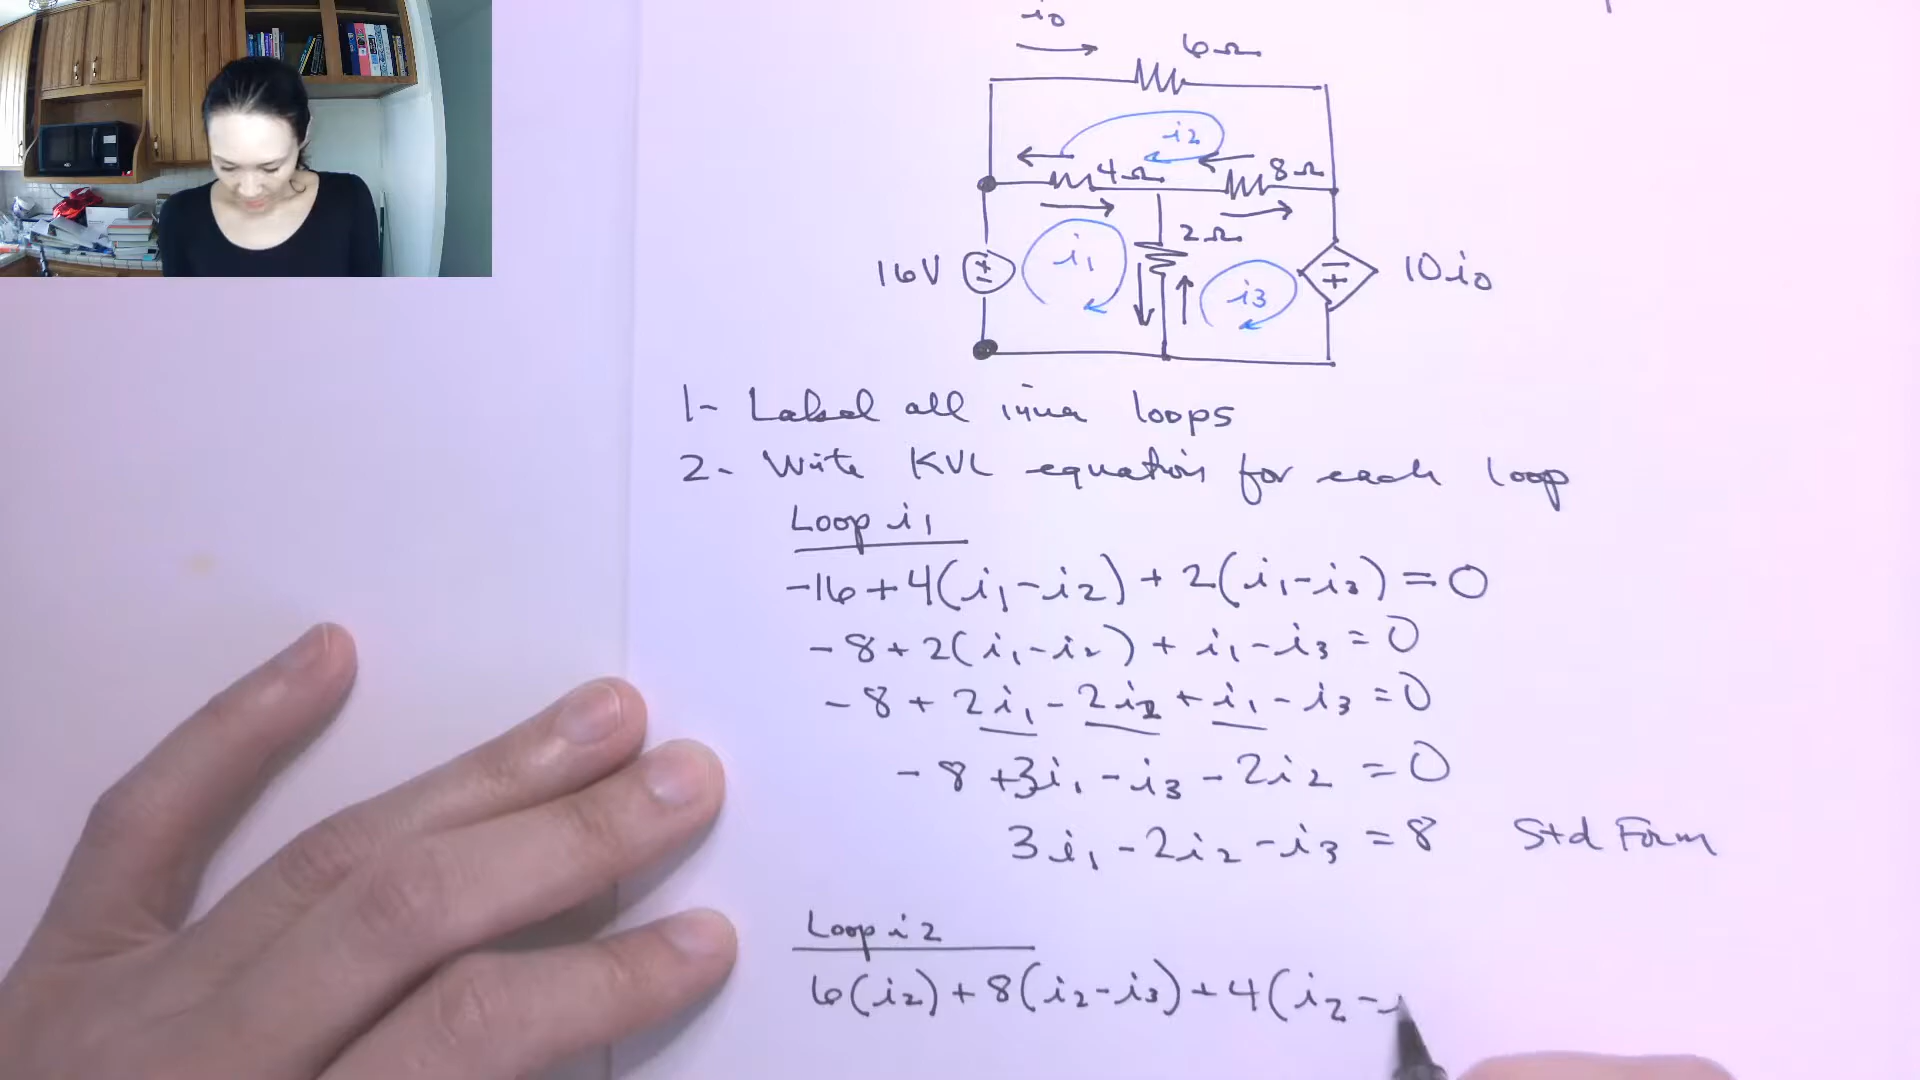 i0
6Ω
i2
4Ω 8Ω
2Ω
16V + - i1 i3 - + 10i0
1- Label all inner loops
2- Write KVL equation for each loop
Loop i1
-16+4(i1-i2)+2(i1-i3)=0
-8+2(i1-i2)+i1-i3=0
-8+2i1-2i2+i1-i3=0
-8+3i1-i3-2i2=0
3i1-2i2-i3=8 Std Form
Loop i2
6(i2)+8(i2-i3)+4(i2-